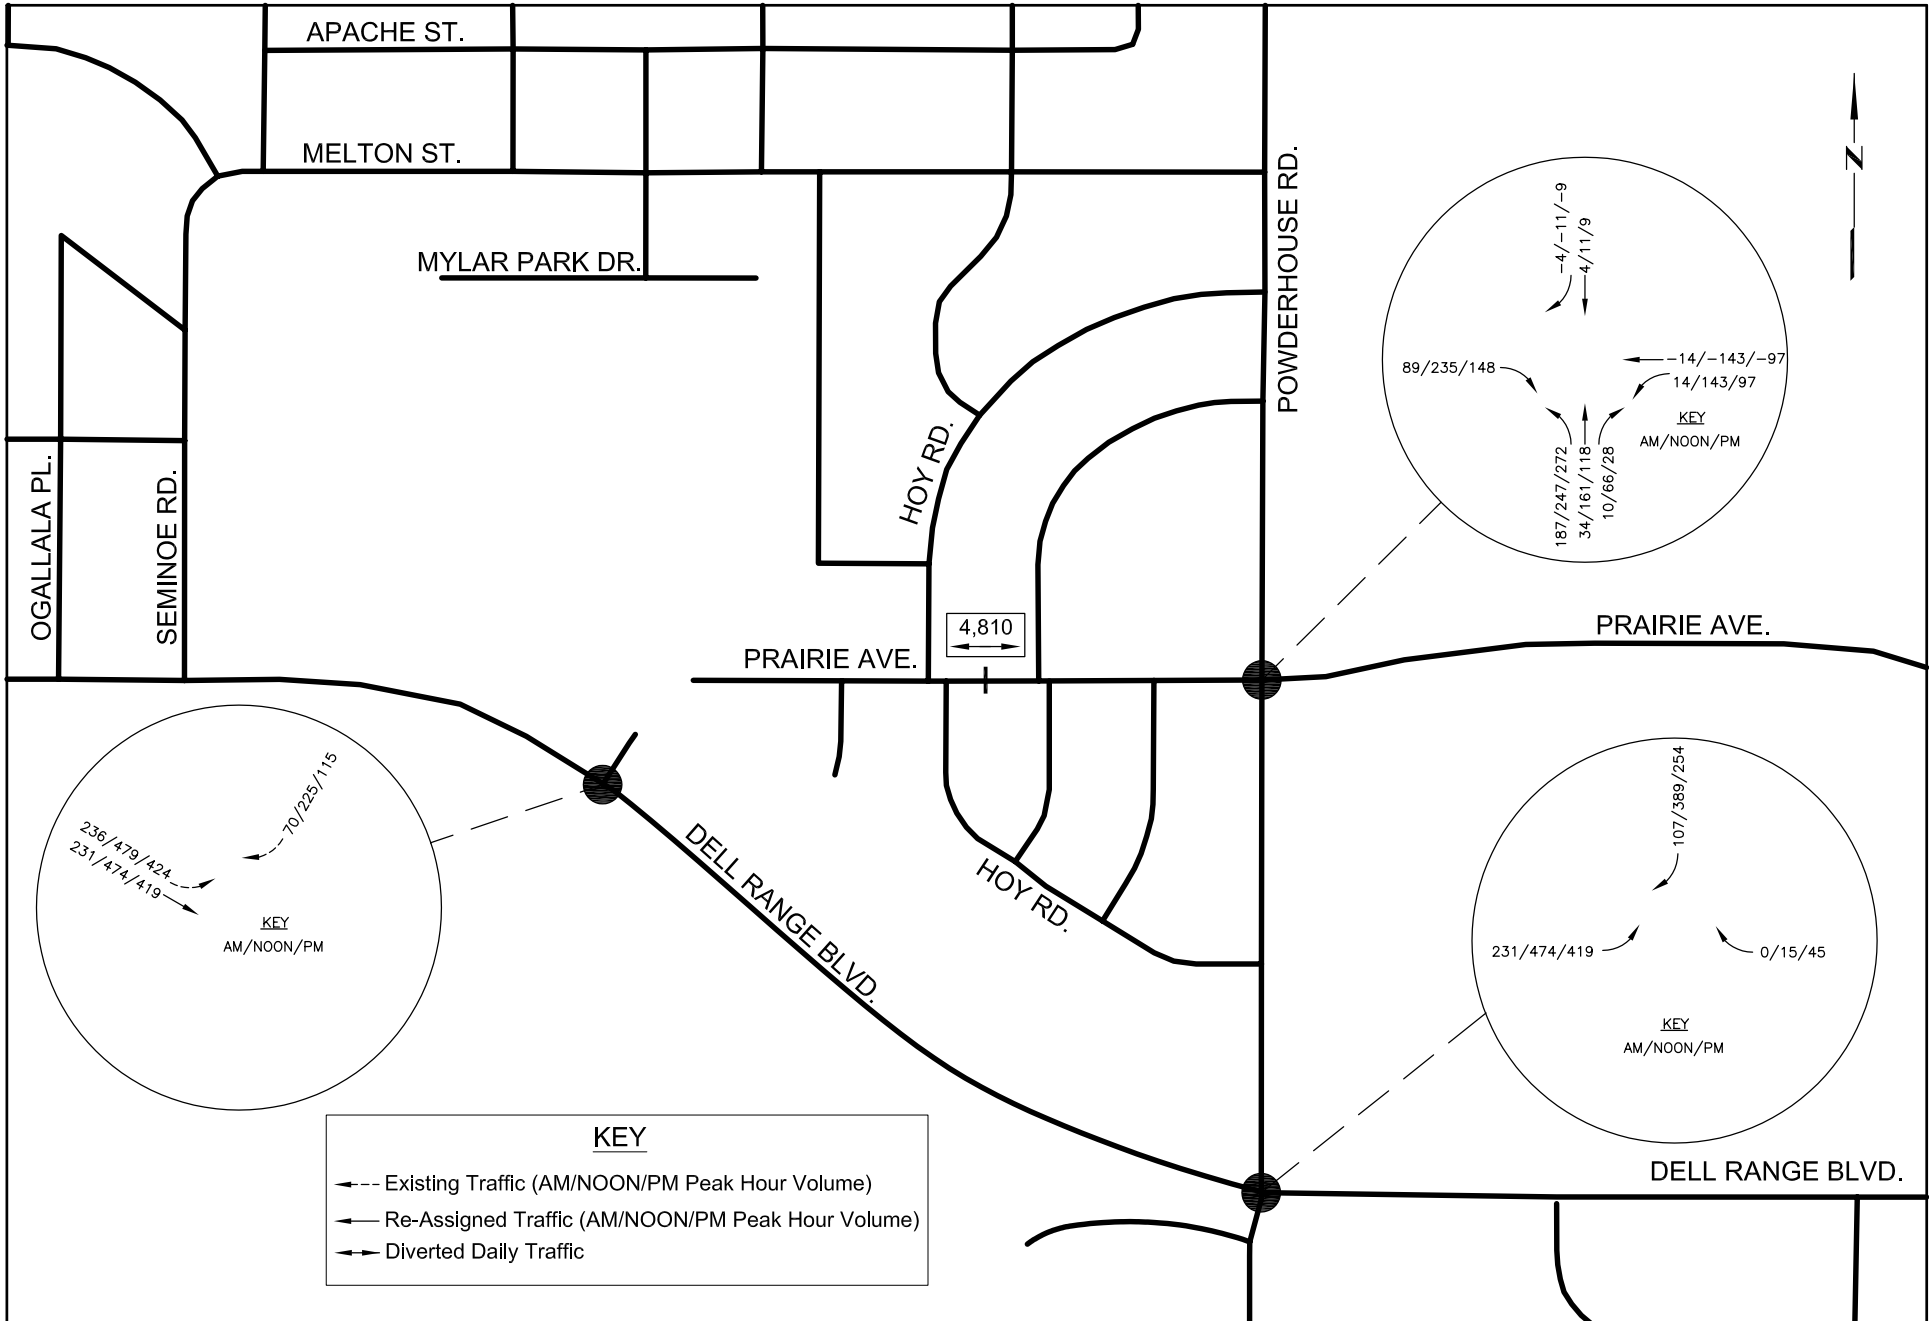 APACHE ST.
MELTON ST.
MYLAR PARK DR.
POWDERHOUSE RD.
N
-4/-11/-9
4/11/9
89/235/148
-14/-143/-97
14/143/97
KEY
AM/NOON/PM
187/247/272
34/161/118
10/66/28
HOY RD.
OGALLALA PL.
SEMINOE RD.
4,810
PRAIRIE AVE.
PRAIRIE AVE.
70/225/115
236/479/424
231/474/419
KEY
AM/NOON/PM
DELL RANGE BLVD.
HOY RD.
107/389/254
231/474/419
0/15/45
KEY
AM/NOON/PM
DELL RANGE BLVD.
KEY
Existing Traffic (AM/NOON/PM Peak Hour Volume)
Re-Assigned Traffic (AM/NOON/PM Peak Hour Volume)
Diverted Daily Traffic